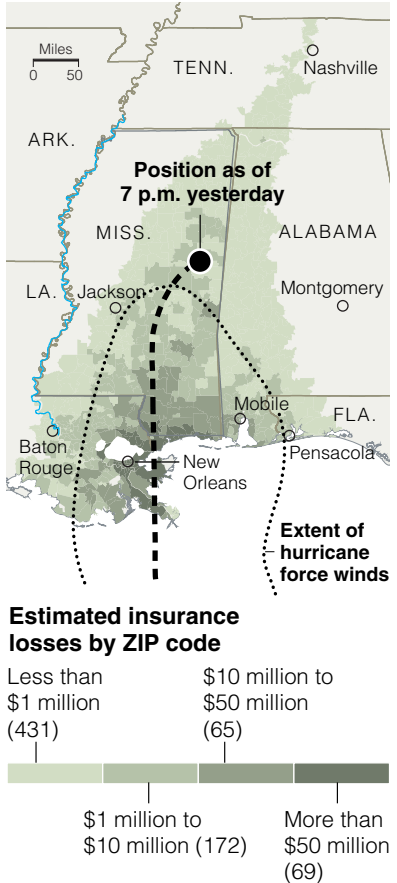 Miles
0 50
TENN.
Nashville
ARK.
Position as of
7 p.m. yesterday
MISS.
ALABAMA
LA.
Jackson
Montgomery
Mobile
FLA.
Baton
Rouge
New
Orleans
Pensacola
Extent of
hurricane
force winds
Estimated insurance
losses by ZIP code
Less than
$1 million
(431)
$10 million to
$50 million
(65)
$1 million to
$10 million (172)
More than
$50 million
(69)